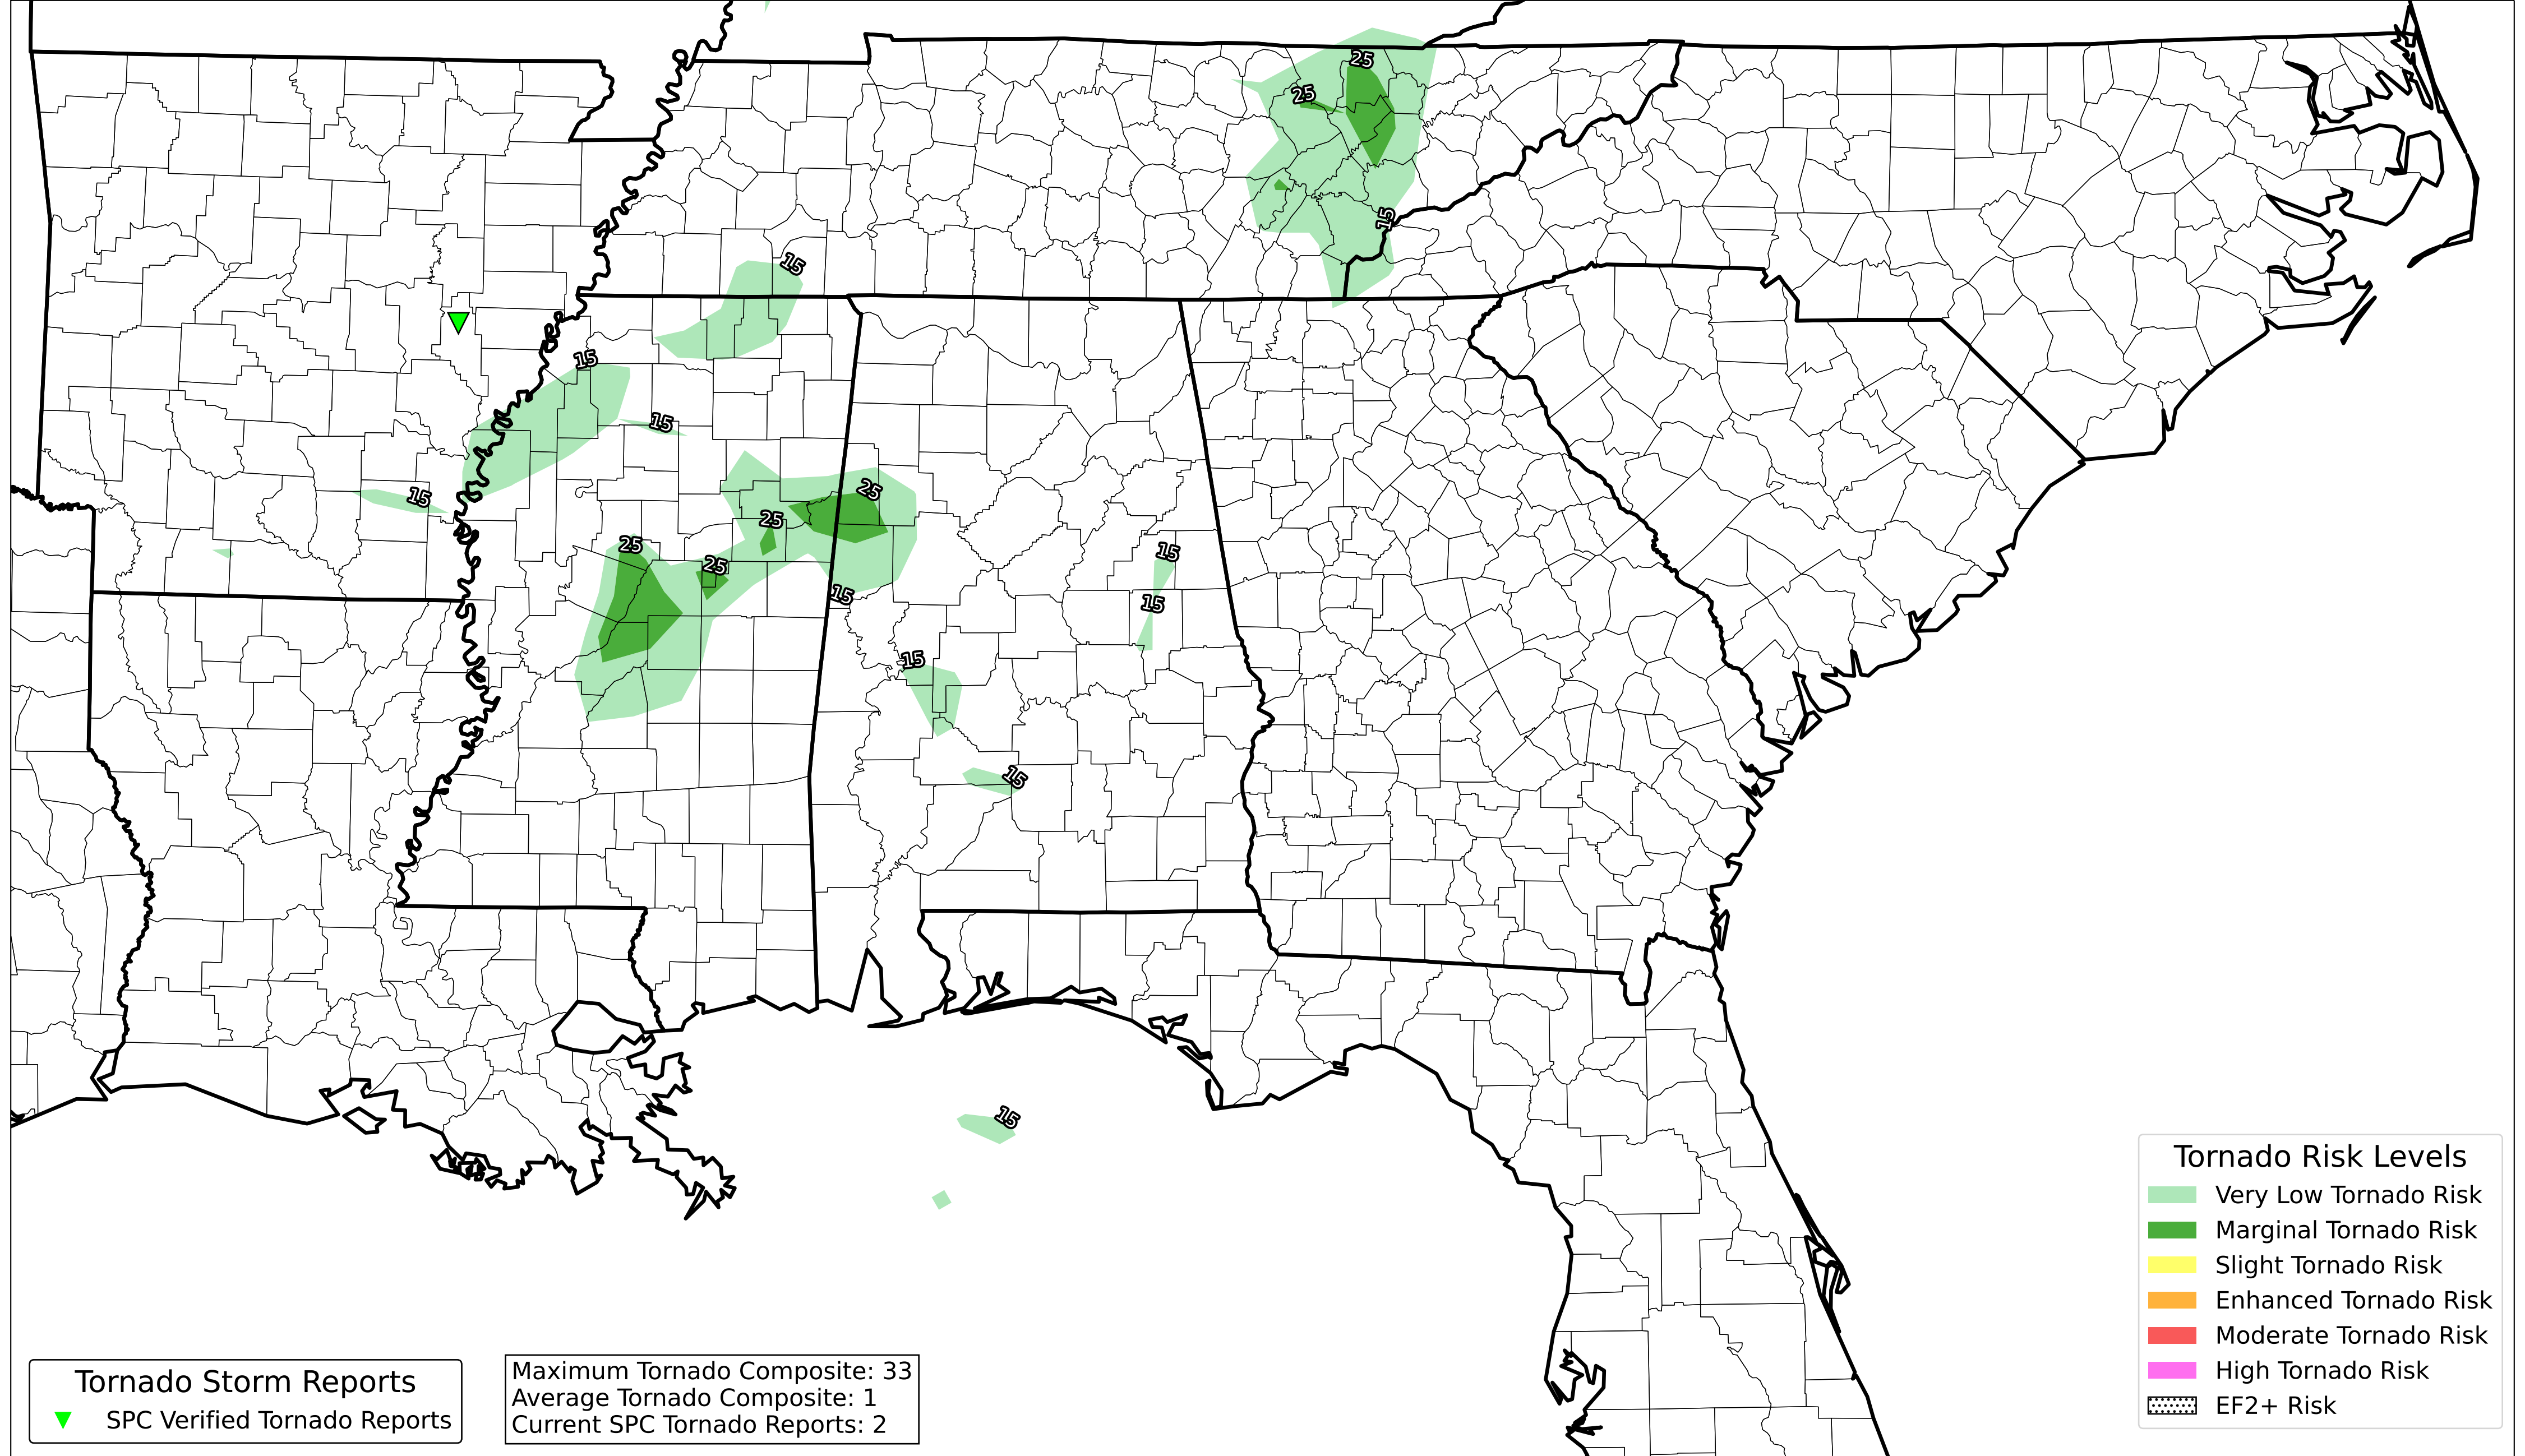 25
25
15
15
15
15
15
25
25
25
25
15
15
15
15
15
15
Tornado Risk Levels
Very Low Tornado Risk
Marginal Tornado Risk
Slight Tornado Risk
Enhanced Tornado Risk
Moderate Tornado Risk
High Tornado Risk
EF2+ Risk
Tornado Storm Reports
SPC Verified Tornado Reports
Maximum Tornado Composite: 33
Average Tornado Composite: 1
Current SPC Tornado Reports: 2